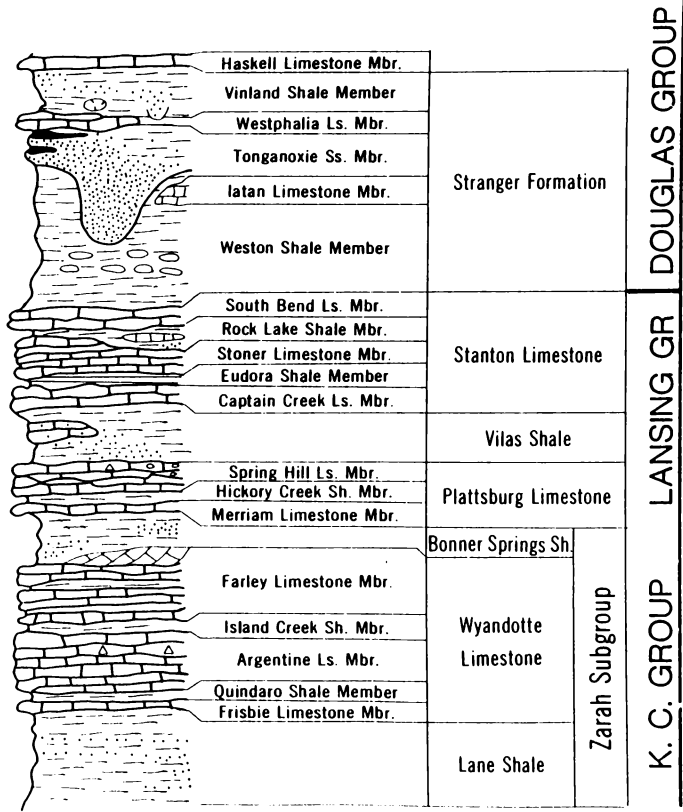 Haskell Limestone Mbr.
Vinland Shale Member
Westphalia Ls. Mbr.
Tonganoxie Ss. Mbr.
Iatan Limestone Mbr.
Weston Shale Member
South Bend Ls. Mbr.
Rock Lake Shale Mbr.
Stoner Limestone Mbr.
Eudora Shale Member
Captain Creek Ls. Mbr.
Spring Hill Ls. Mbr.
Hickory Creek Sh. Mbr.
Merriam Limestone Mbr.
Farley Limestone Mbr.
Island Creek Sh. Mbr.
Argentine Ls. Mbr.
Quindaro Shale Member
Frisbie Limestone Mbr.
Stranger Formation
Stanton Limestone
Vilas Shale
Plattsburg Limestone
Bonner Springs Sh.
Wyandotte
Limestone
Lane Shale
Zarah Subgroup
DOUGLAS GROUP
LANSING GR
K. C. GROUP